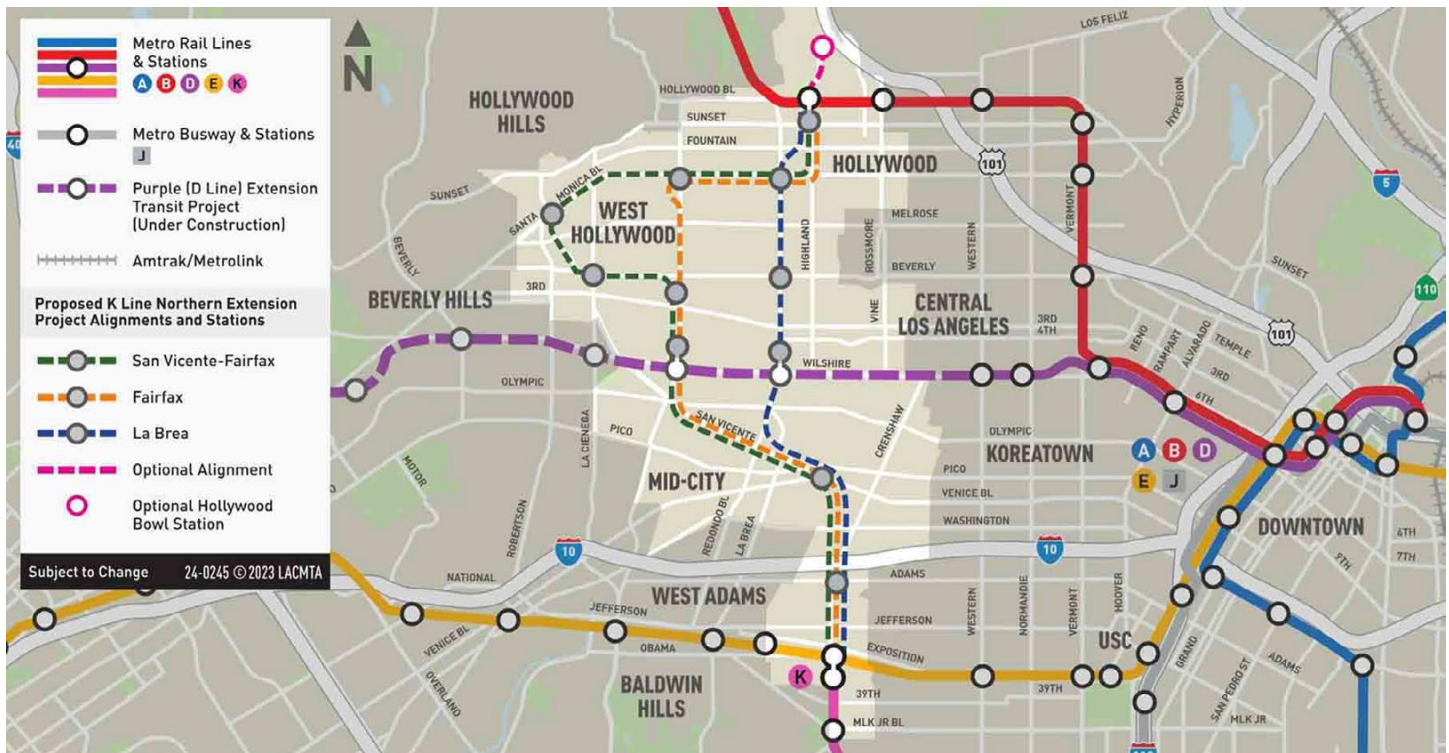 Metro Rail Lines
& Stations
A B D E K
Metro Busway & Stations
J
Purple (D Line) Extension
Transit Project
(Under Construction)
Amtrak/Metrolink
Proposed K Line Northern Extension
Project Alignments and Stations
San Vicente-Fairfax
Fairfax
La Brea
Optional Alignment
Optional Hollywood
Bowl Station
Subject to Change 24-0245 © 2023 LACMTA
N
LOS FELIZ
HOLLYWOOD BL
HOLLYWOOD
HILLS
SUNSET
FOUNTAIN
HOLLYWOOD
101
HYPERION
5
SUNSET
SANTA MONICA BL
WEST
HOLLYWOOD
MELROSE
BEVERLY
HIGHLAND
ROSSMORE
WESTERN
VERMONT
BEVERLY
SUNSET
110
BEVERLY HILLS
3RD
VINE
CENTRAL
LOS ANGELES
3RD
4TH
RENO
RAMPART
ALVARADO
TEMPLE
3RD
101
WILSHIRE
OLYMPIC
6TH
LA CIENEGA
SAN VICENTE
CRENSHAW
PICO
OLYMPIC
KOREATOWN
A B D
E J
MOTOR
MID-CITY
PICO
VENICE BL
WASHINGTON
DOWNTOWN
ROBERTSON
REDONDO BL
LA BREA
6TH
7TH
9TH
10
10
NATIONAL
ADAMS
WEST ADAMS
JEFFERSON
JEFFERSON
VENICE BL
OBAMA
EXPOSITION
WESTERN
NORMANDIE
VERMONT
HOOVER
USC
GRAND
ADAMS
SAN PEDRO ST
OVERLAND
BALDWIN
HILLS
K
39TH
39TH
MLK JR BL
MLK JR